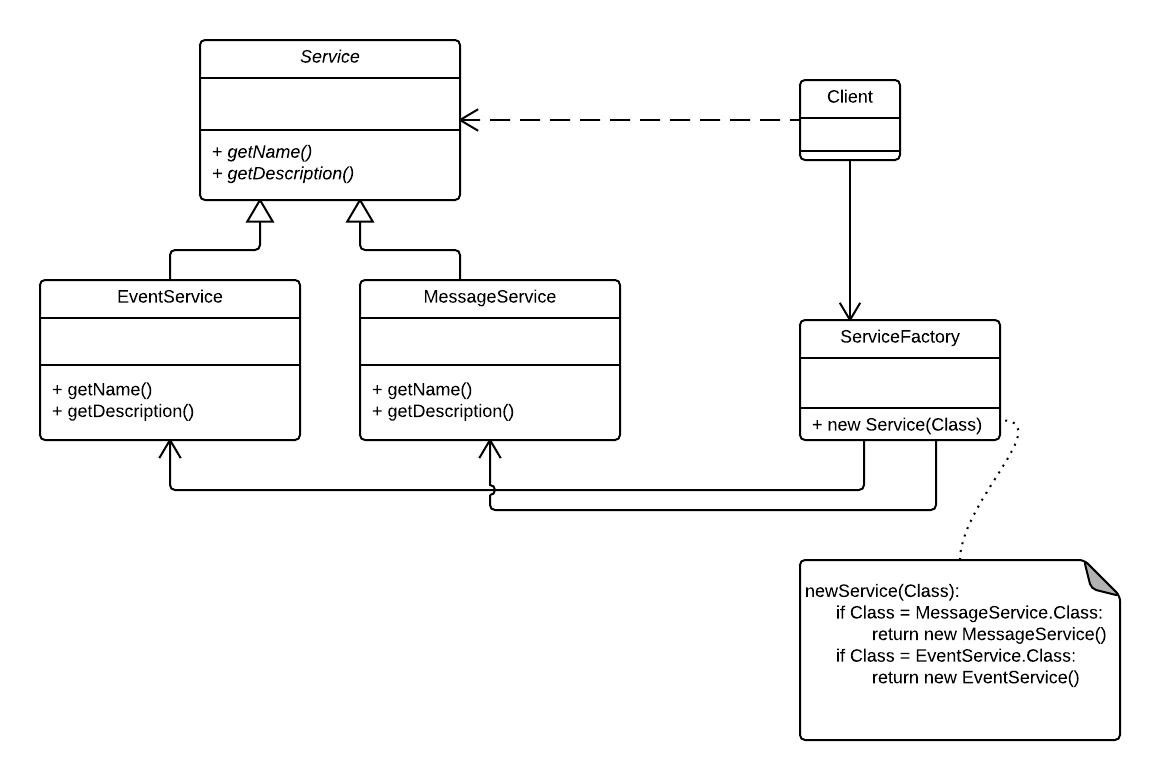 Service
+ getName()
+ getDescription()
Client
EventService
+ getName()
+ getDescription()
MessageService
+ getName()
+ getDescription()
ServiceFactory
+ new Service(Class)
newService(Class):
if Class = MessageService.Class:
return new MessageService()
if Class = EventService.Class:
return new EventService()